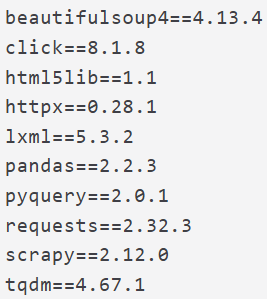 beautifulsoup4==4.13.4
click==8.1.8
html5lib==1.1
httpx==0.28.1
lxml==5.3.2
pandas==2.2.3
pyquery==2.0.1
requests==2.32.3
scrapy==2.12.0
tqdm==4.67.1